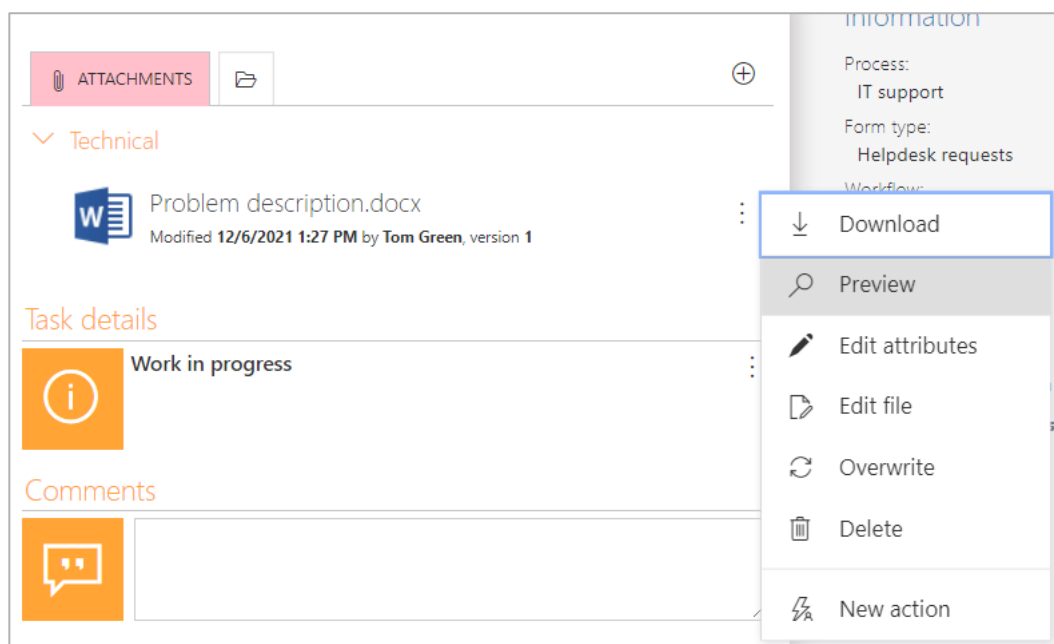 Information
ATTACHMENTS
Process:
IT support
Form type:
Helpdesk requests
Workflow:
Technical
Problem description.docx
Modified 12/6/2021 1:27 PM by Tom Green, version 1
Task details
Work in progress
Comments
Download
Preview
Edit attributes
Edit file
Overwrite
Delete
New action